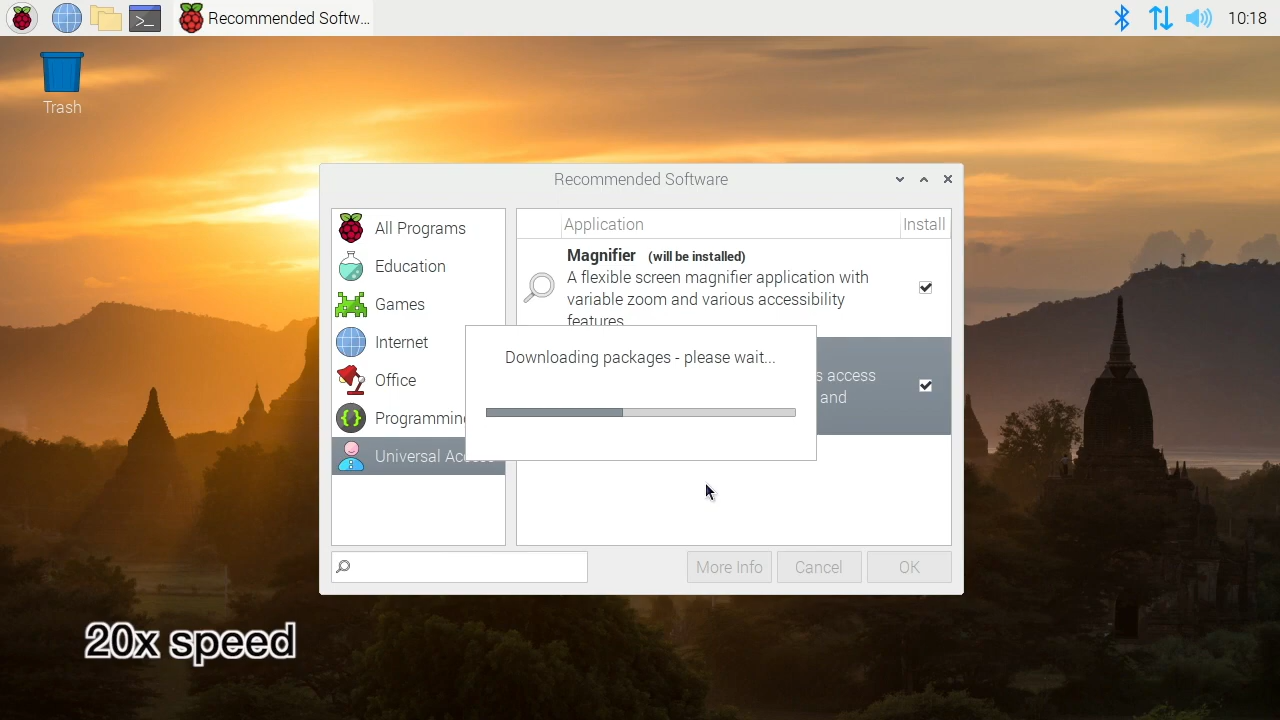 Recommended Softw...
10:18
Trash
Recommended Software
All Programs
Education
Games
Internet
Office
Programming
Universal Access
Application
Install
Magnifier (will be installed)
A flexible screen magnifier application with
variable zoom and various accessibility
features
s access
and
Downloading packages - please wait...
More Info
Cancel
OK
20x speed